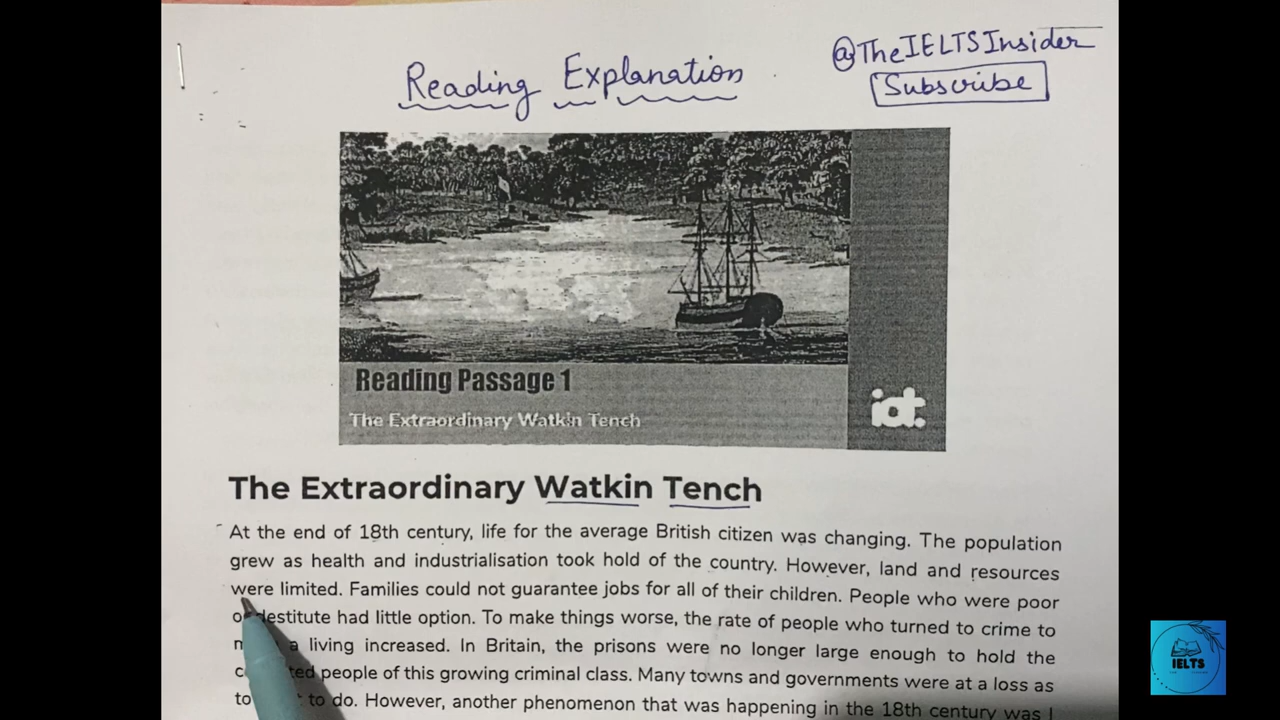 Reading Explanation
@TheIELTSInsider
Subscribe
Reading Passage 1
The Extraordinary Watkin Tench
iot.
The Extraordinary Watkin Tench
At the end of 18th century, life for the average British citizen was changing. The population
grew as health and industrialisation took hold of the country. However, land and resources
were limited. Families could not guarantee jobs for all of their children. People who were poor
or destitute had little option. To make things worse, the rate of people who turned to crime to
a living increased. In Britain, the prisons were no longer large enough to hold the
people of this growing criminal class. Many towns and governments were at a loss as
to do. However, another phenomenon that was happening in the 18th century was I
IELTS